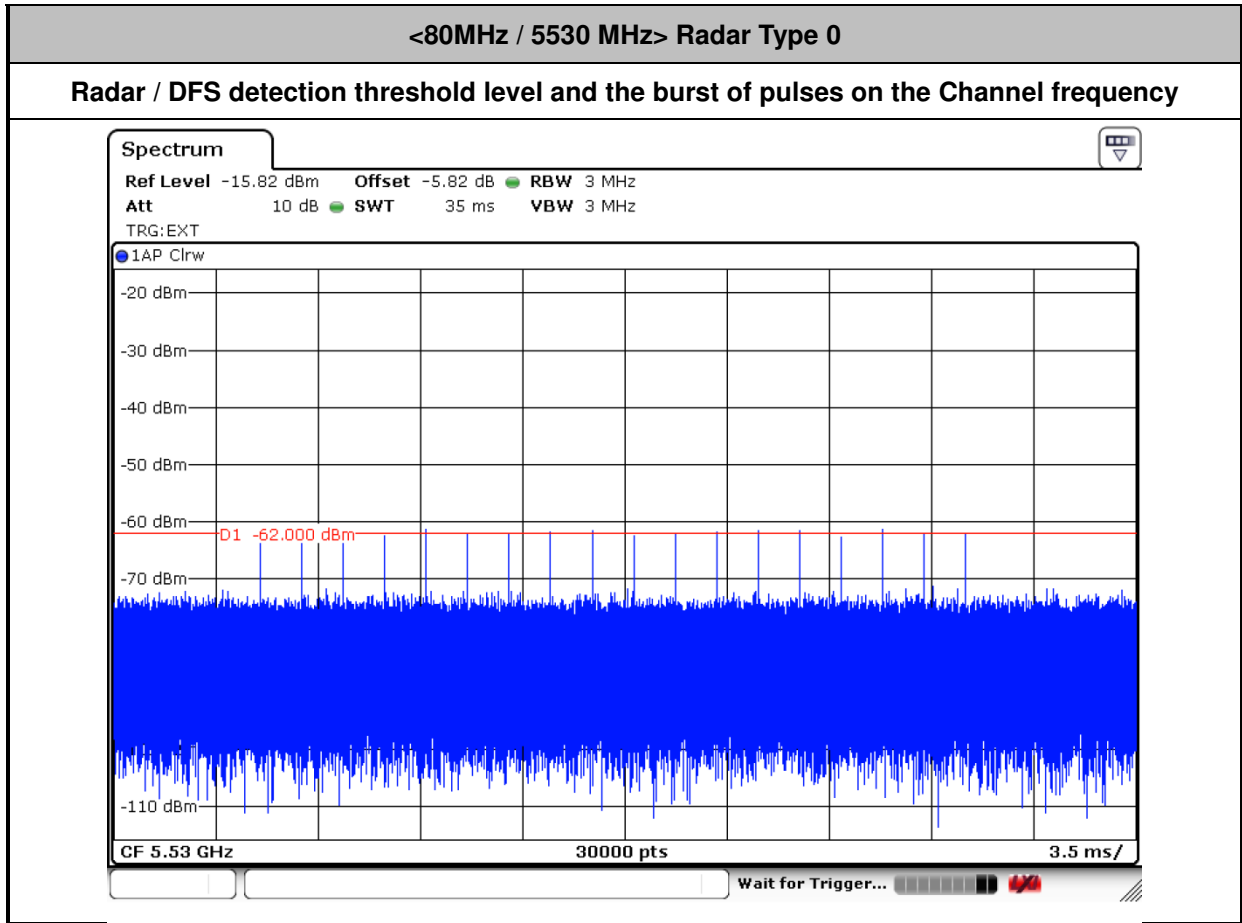 <80MHz / 5530 MHz> Radar Type 0
Radar / DFS detection threshold level and the burst of pulses on the Channel frequency
Spectrum
Ref Level -15.82 dBm Offset -5.82 dB RBW 3 MHz
Att 10 dB SWT 35 ms VBW 3 MHz
TRG:EXT
1AP Clrw
-20 dBm
-30 dBm
-40 dBm
-50 dBm
-60 dBm
D1 -62.000 dBm
-70 dBm
-110 dBm
CF 5.53 GHz 30000 pts 3.5 ms/
Wait for Trigger...